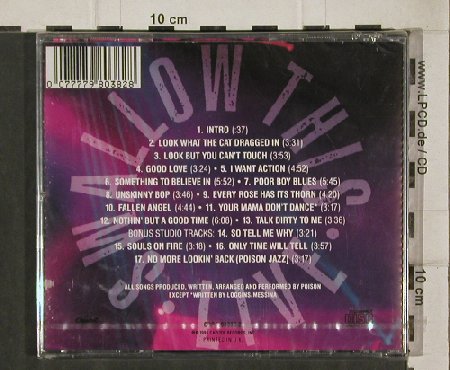 10 cm
0 077779 803828
SWALLOW THIS LIVE
1. INTRO (:37)
2. LOOK WHAT THE CAT DRAGGED IN (3:31)
3. LOOK BUT YOU CAN'T TOUCH (3:53)
4. GOOD LOVE (3:24) • 5. I WANT ACTION (4:52)
6. SOMETHING TO BELIEVE IN (5:52) • 7. POOR BOY BLUES (5:45)
8. UNSKINNY BOP (3:46) • 9. EVERY ROSE HAS IT'S THORN (4:20)
10. FALLEN ANGEL (4:44) • 11. YOUR MAMA DON'T DANCE* (3:17)
12. NOTHIN' BUT A GOOD TIME (6:08) • 13. TALK DIRTY TO ME (3:36)
BONUS STUDIO TRACKS: 14. SO TELL ME WHY (3:21)
15. SOULS ON FIRE (3:18) • 16. ONLY TIME WILL TELL (3:57)
17. NO MORE LOOKIN' BACK (POISON JAZZ) (3:17)
ALL SONGS PRODUCED, WRITTEN, ARRANGED AND PERFORMED BY POISON
EXCEPT *WRITTEN BY LOGGINS, MESSINA
PRINTED IN
www.LPCD.de / CD
10 cm